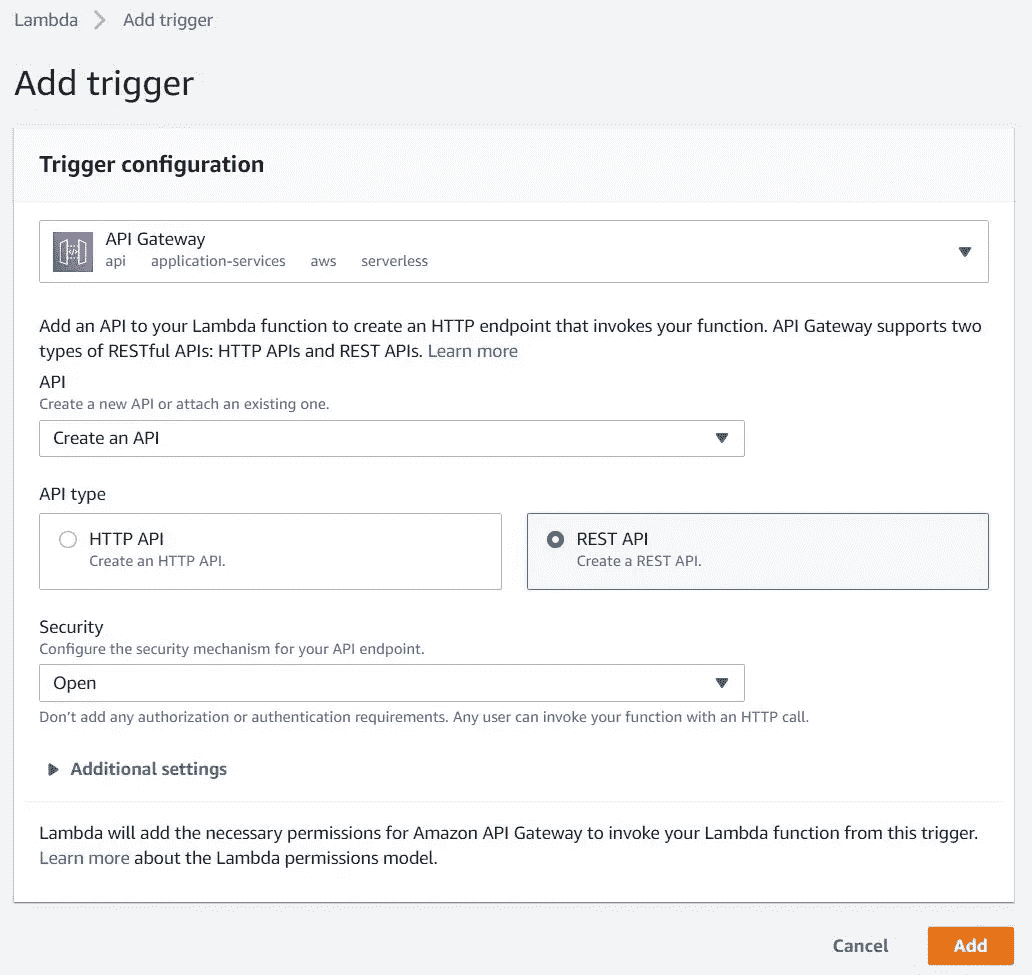 Lambda Add trigger
Add trigger
Trigger configuration
API Gateway
api application-services aws serverless
Add an API to your Lambda function to create an HTTP endpoint that invokes your function. API Gateway supports two
types of RESTful APIs: HTTP APIs and REST APIs. Learn more
API
Create a new API or attach an existing one.
Create an API
API type
HTTP API
Create an HTTP API.
REST API
Create a REST API.
Security
Configure the security mechanism for your API endpoint.
Open
Don't add any authorization or authentication requirements. Any user can invoke your function with an HTTP call.
Additional settings
Lambda will add the necessary permissions for Amazon API Gateway to invoke your Lambda function from this trigger.
Learn more about the Lambda permissions model.
Cancel Add